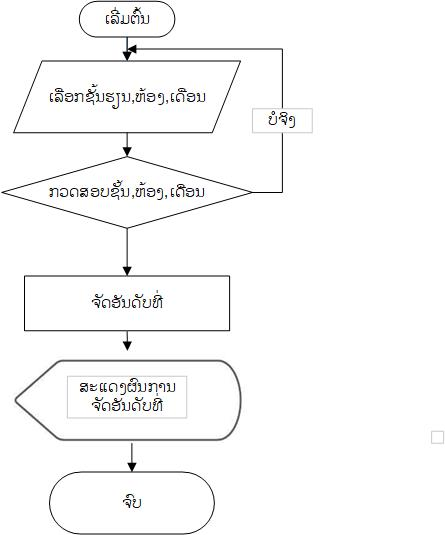 ເລີ່ມຕົ້ນ
ເລືອກຊັ້ນຮຽນ,ຫ້ອງ,ເດືອນ
ບໍ່ຈິງ
ກວດສອບຊັ້ນ,ຫ້ອງ,ເດືອນ
ຈັດອັນດັບທີ່
ສະແດງຜົນການ
ຈັດອັນດັບທີ່
ຈົບ